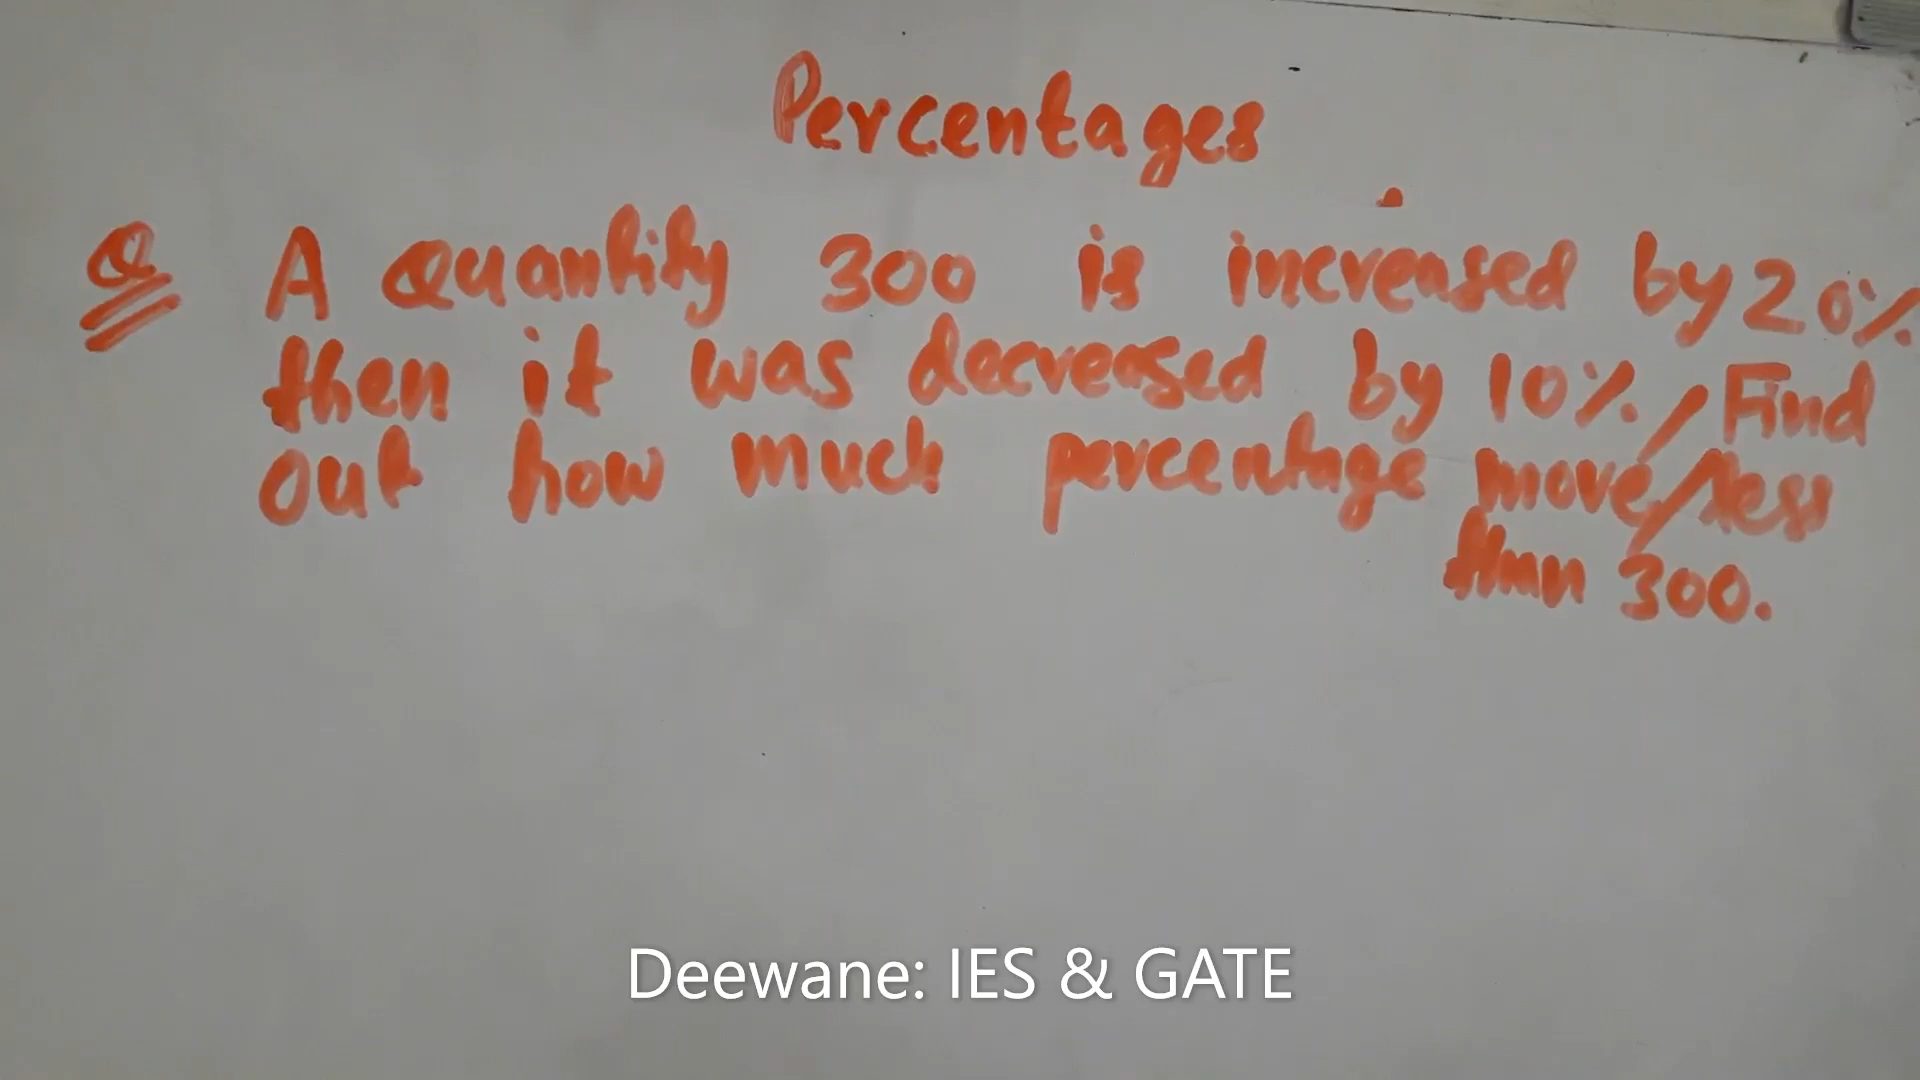 Percentages
Q A Quantity 300 is increased by 20%
then it was decreased by 10%. Find
out how much percentage more/less
than 300.
Deewane: IES & GATE